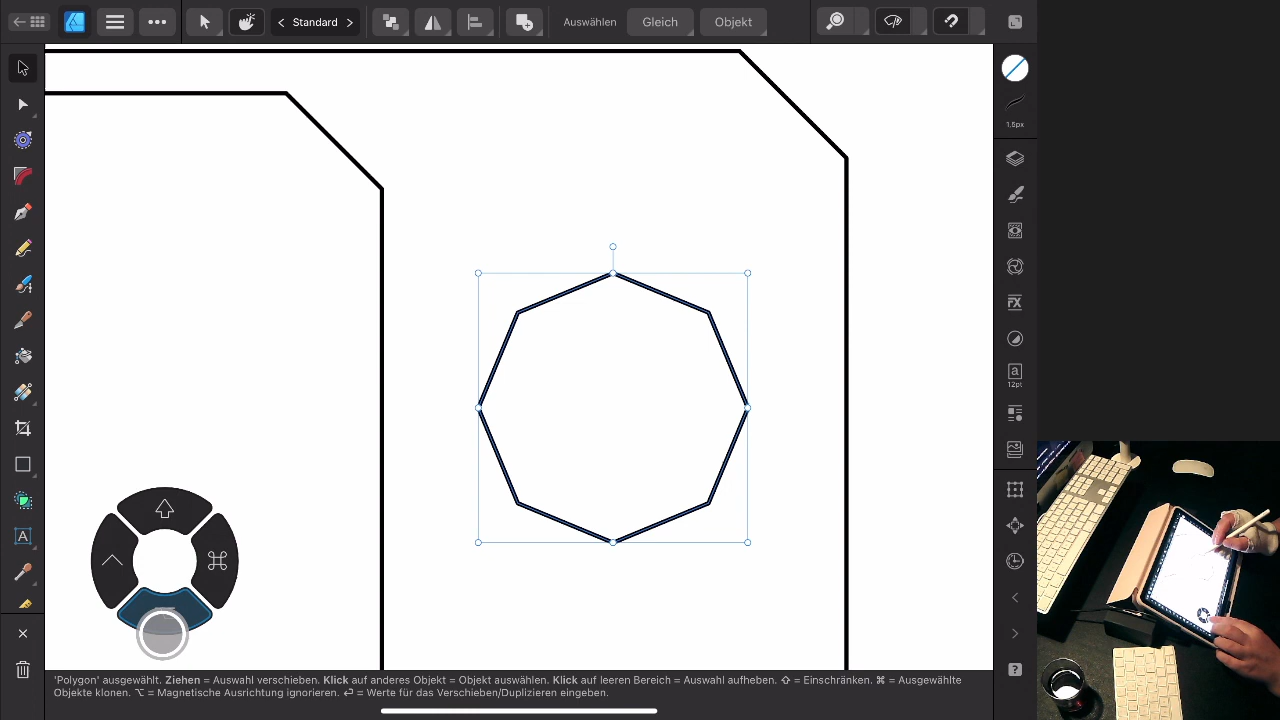 Standard
Auswählen
Gleich
Objekt
1,5px
FX
a
12pt
A
'Polygon' ausgewählt. Ziehen = Auswahl verschieben. Klick auf anderes Objekt = Objekt auswählen. Klick auf leeren Bereich = Auswahl aufheben. ⇧ = Einschränken. ⌘ = Ausgewählte
Objekte klonen. ⌥ = Magnetische Ausrichtung ignorieren. ⏎ = Werte für das Verschieben/Duplizieren eingeben.